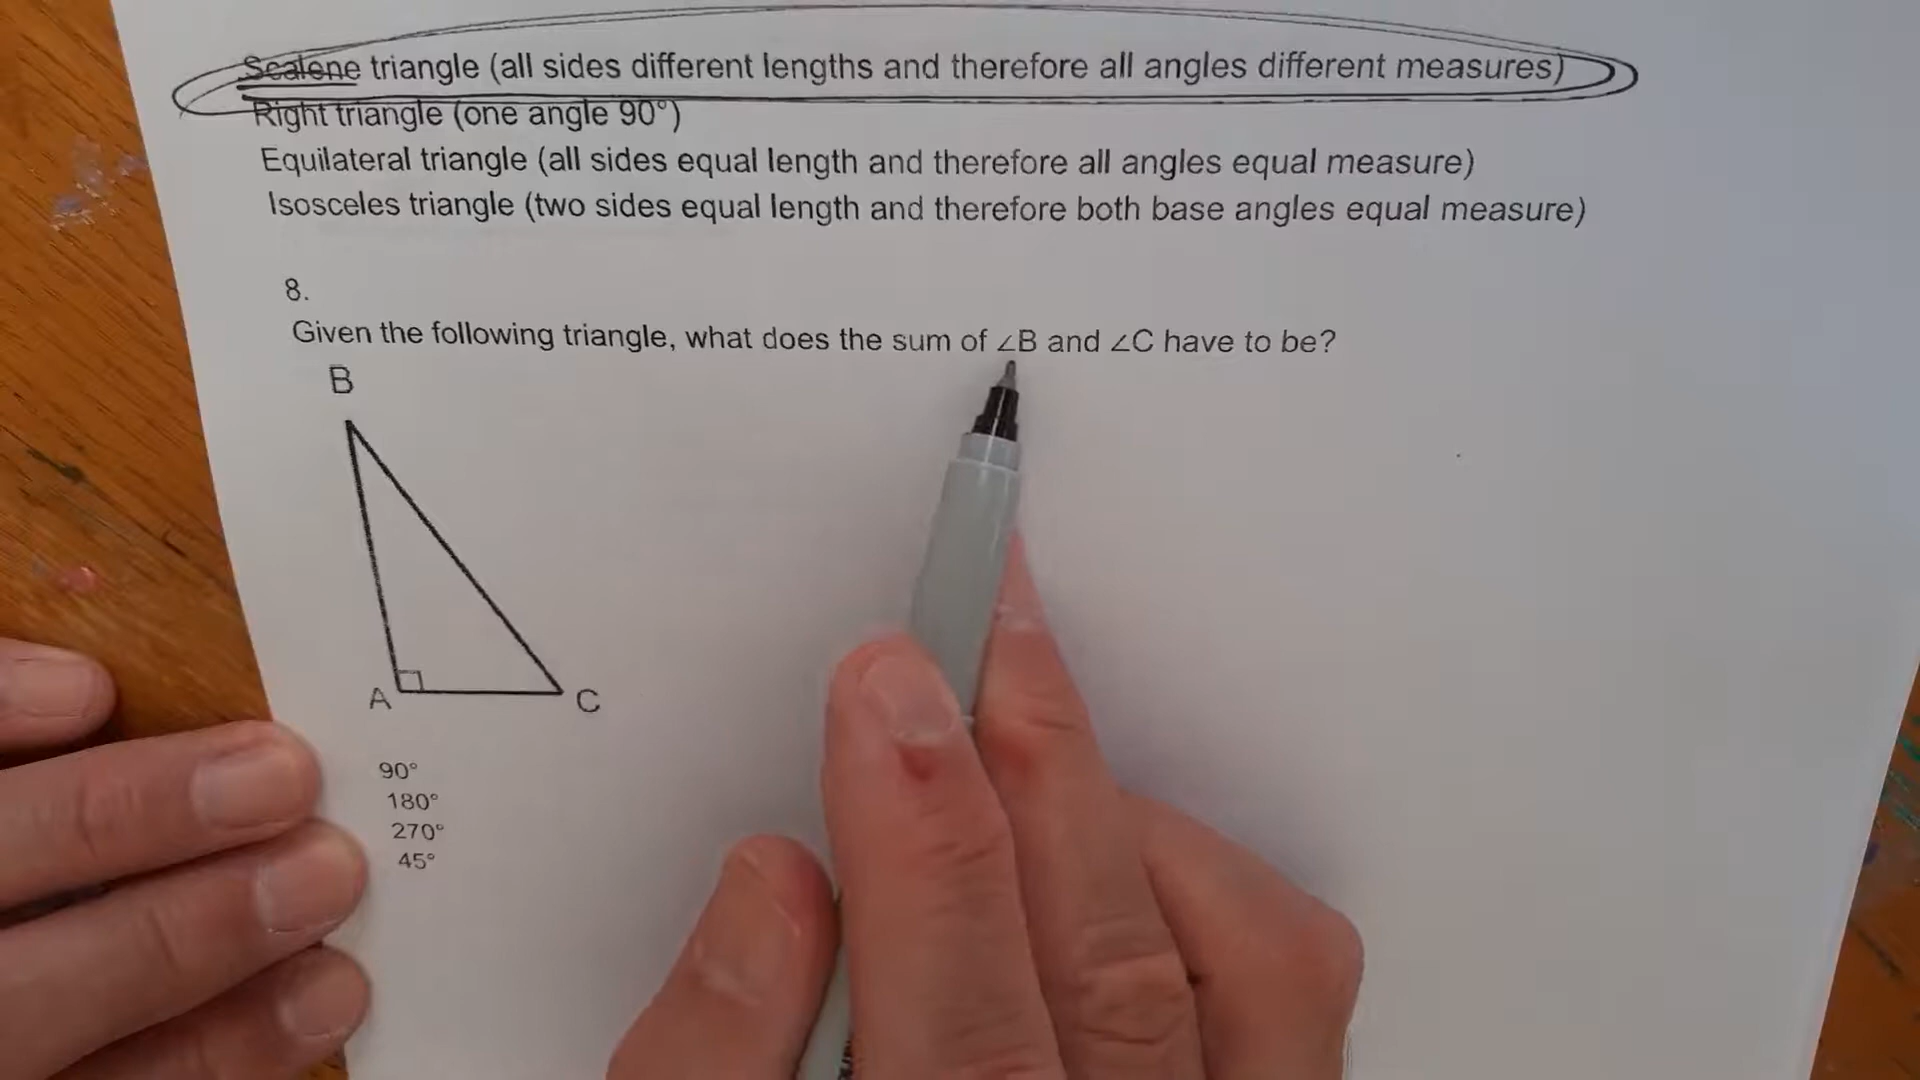 Scalene triangle (all sides different lengths and therefore all angles different measures)
Right triangle (one angle 90°)
Equilateral triangle (all sides equal length and therefore all angles equal measure)
Isosceles triangle (two sides equal length and therefore both base angles equal measure)
8.
Given the following triangle, what does the sum of ∠B and ∠C have to be?
B
A
C
90°
180°
270°
45°